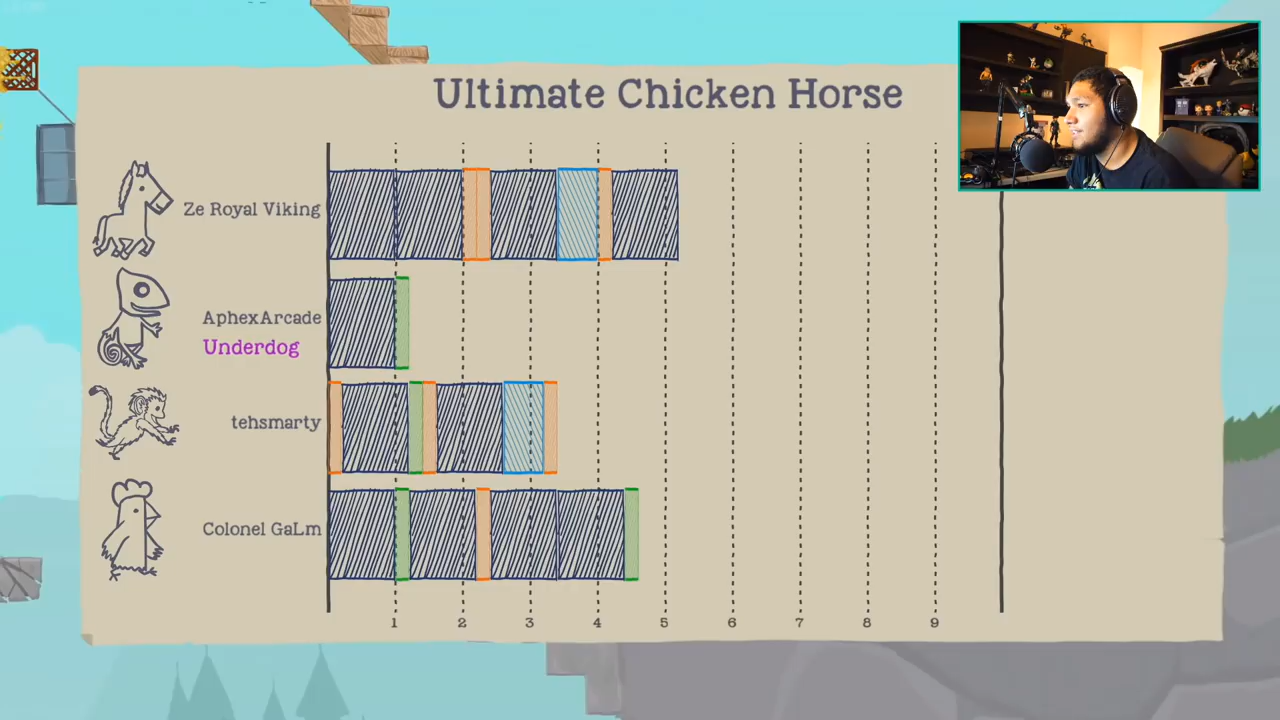 Ultimate Chicken Horse
Ze Royal Viking
AphexArcade
Underdog
tehsmarty
Colonel GaLm
1 2 3 4 5 6 7 8 9